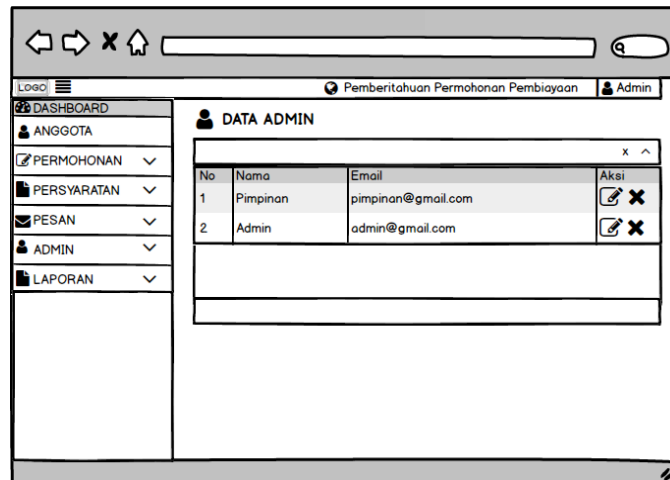 LOGO Pemberitahuan Permohonan Pembiayaan Admin
DASHBOARD
ANGGOTA
PERMOHONAN
PERSYARATAN
PESAN
ADMIN
LAPORAN
DATA ADMIN
x
No Nama Email Aksi
1 Pimpinan pimpinan@gmail.com
2 Admin admin@gmail.com